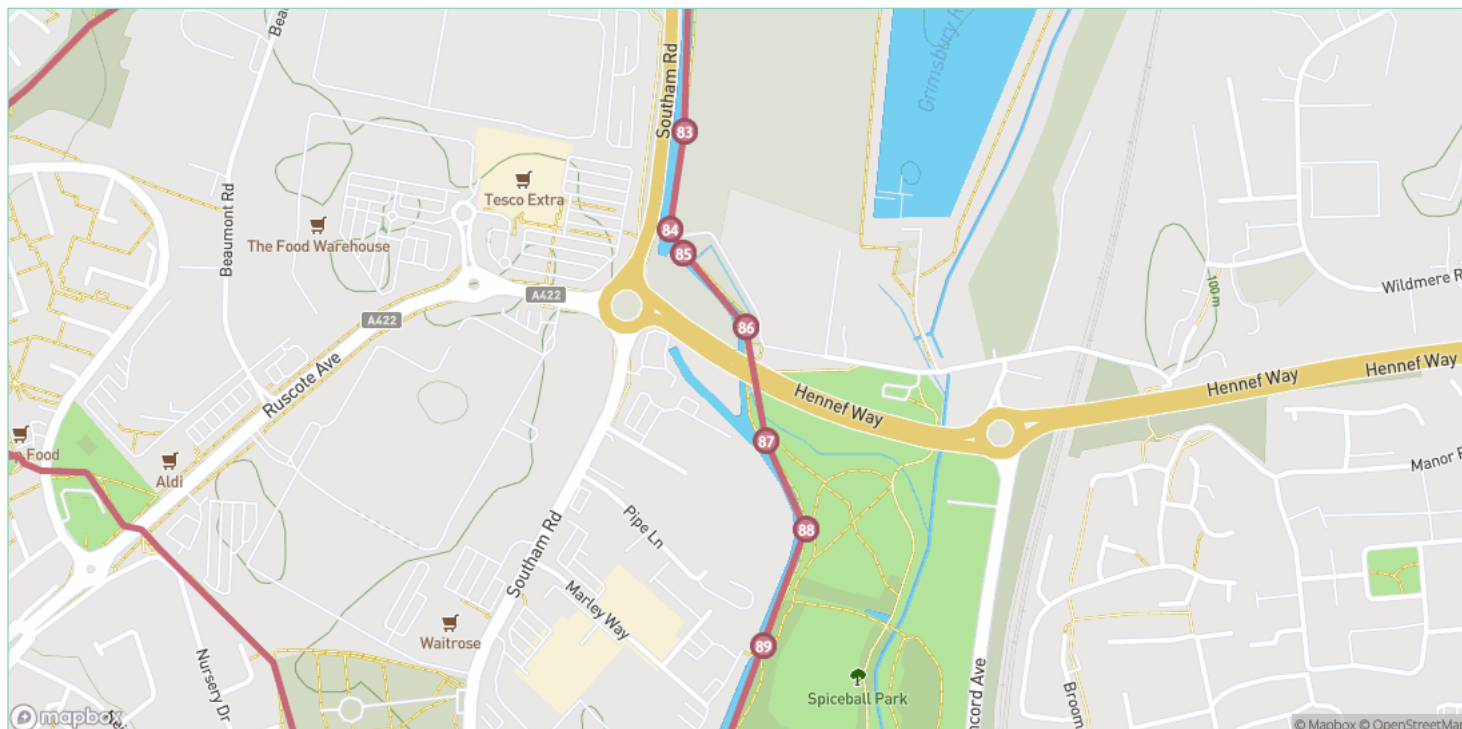 Southam Rd
Grimsbury R
83
Tesco Extra
84
The Food Warehouse
Beaumont Rd
85
100 m
Wildmere R
A422
A422
86
Ruscote Ave
Hennef Way
Hennef Way
Hennef Way
87
Food
Aldi
Manor
88
Pipe Ln
Southam Rd
Marley Way
Waitrose
89
Nursery Dr
Spiceball Park
ncord Ave
Broom
mapbox
© Mapbox © OpenStreetMap